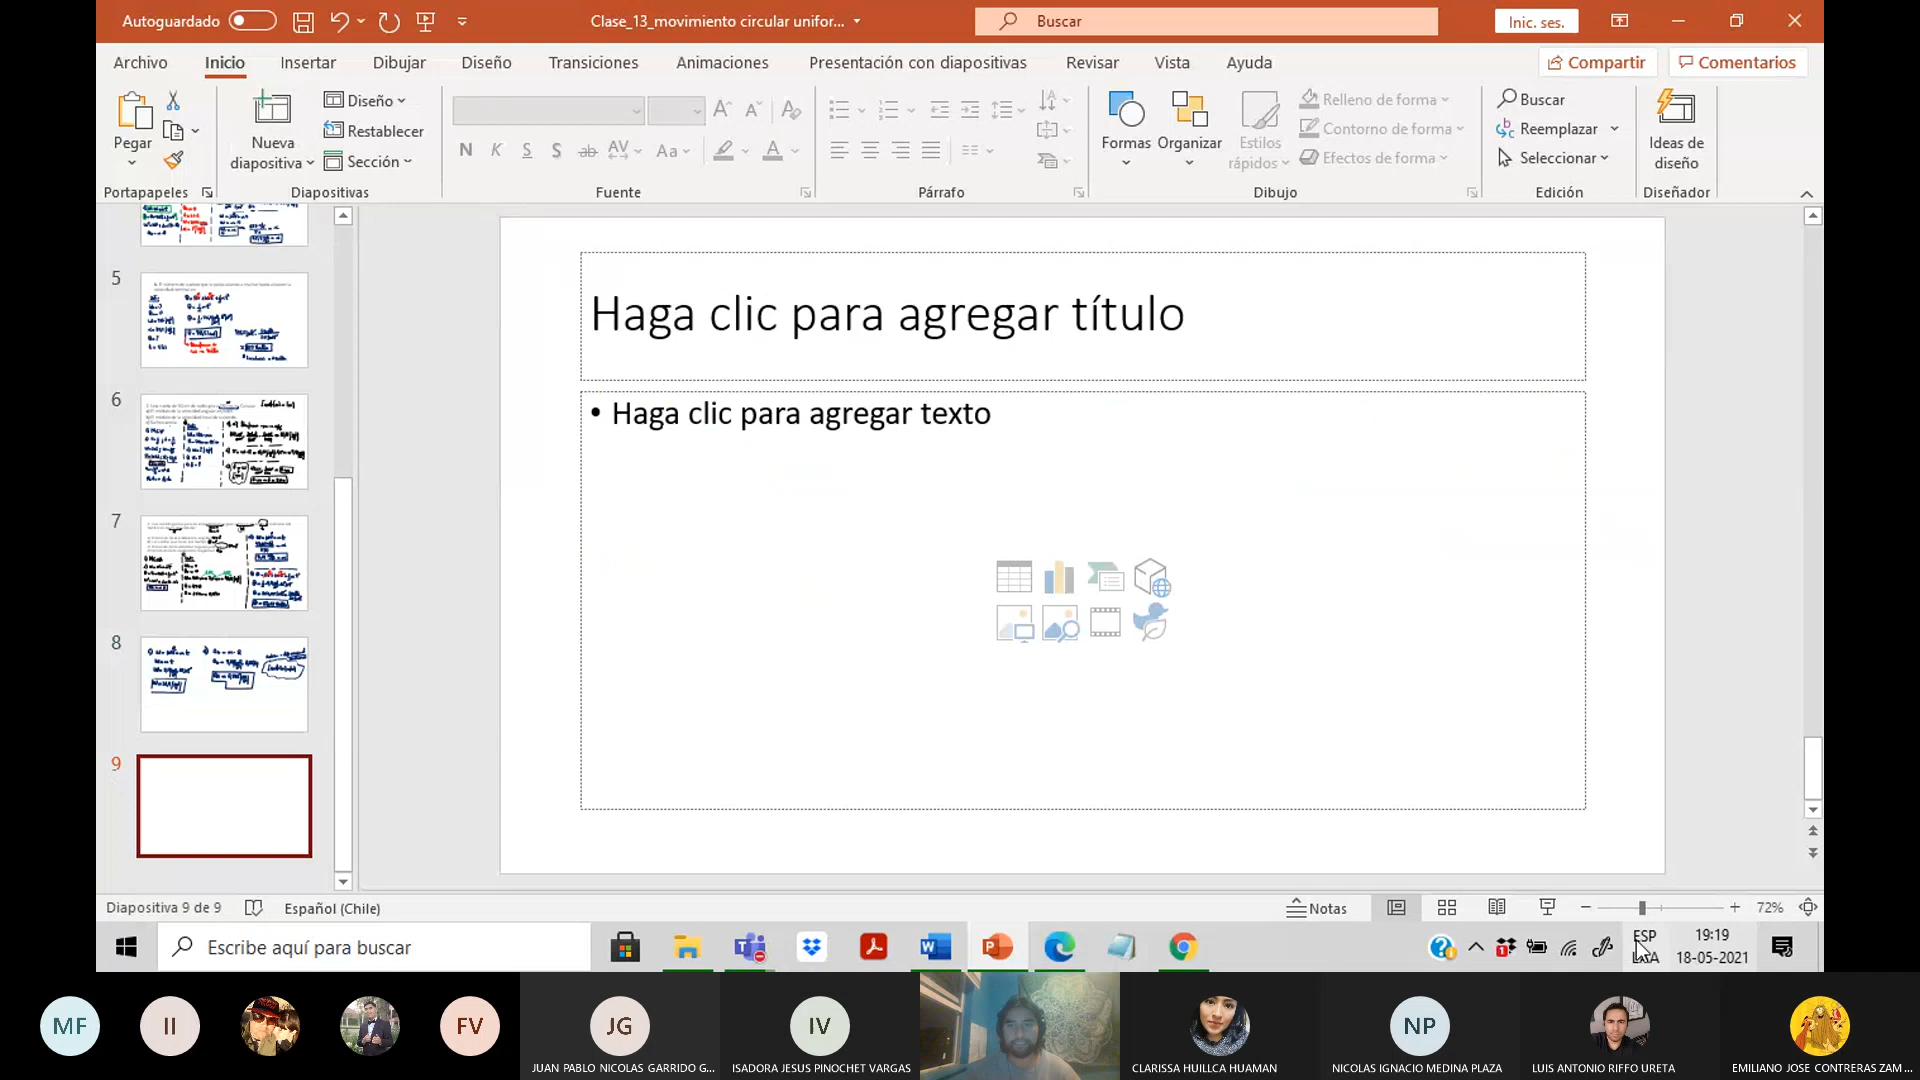 Autoguardado
Clase_13_movimiento circular unifor...
Buscar
Inic. ses.
Archivo
Inicio
Insertar
Dibujar
Diseño
Transiciones
Animaciones
Presentación con diapositivas
Revisar
Vista
Ayuda
Compartir
Comentarios
Pegar
Portapapeles
Nueva
diapositiva
Diseño
Restablecer
Sección
Diapositivas
N K S S ab AV Aa A
Fuente
Párrafo
Formas
Organizar
Estilos
rápidos
Relleno de forma
Contorno de forma
Efectos de forma
Dibujo
Buscar
Reemplazar
Seleccionar
Edición
Ideas de
diseño
Diseñador
5
6
7
8
9
Haga clic para agregar título
• Haga clic para agregar texto
Diapositiva 9 de 9
Español (Chile)
Notas
72%
Escribe aquí para buscar
ESP
19:19
18-05-2021
MF
II
FV
JG
JUAN PABLO NICOLAS GARRIDO G...
IV
ISADORA JESUS PINOCHET VARGAS
CLARISSA HUILLCA HUAMAN
NP
NICOLAS IGNACIO MEDINA PLAZA
LUIS ANTONIO RIFFO URETA
EMILIANO JOSE CONTRERAS ZAM...